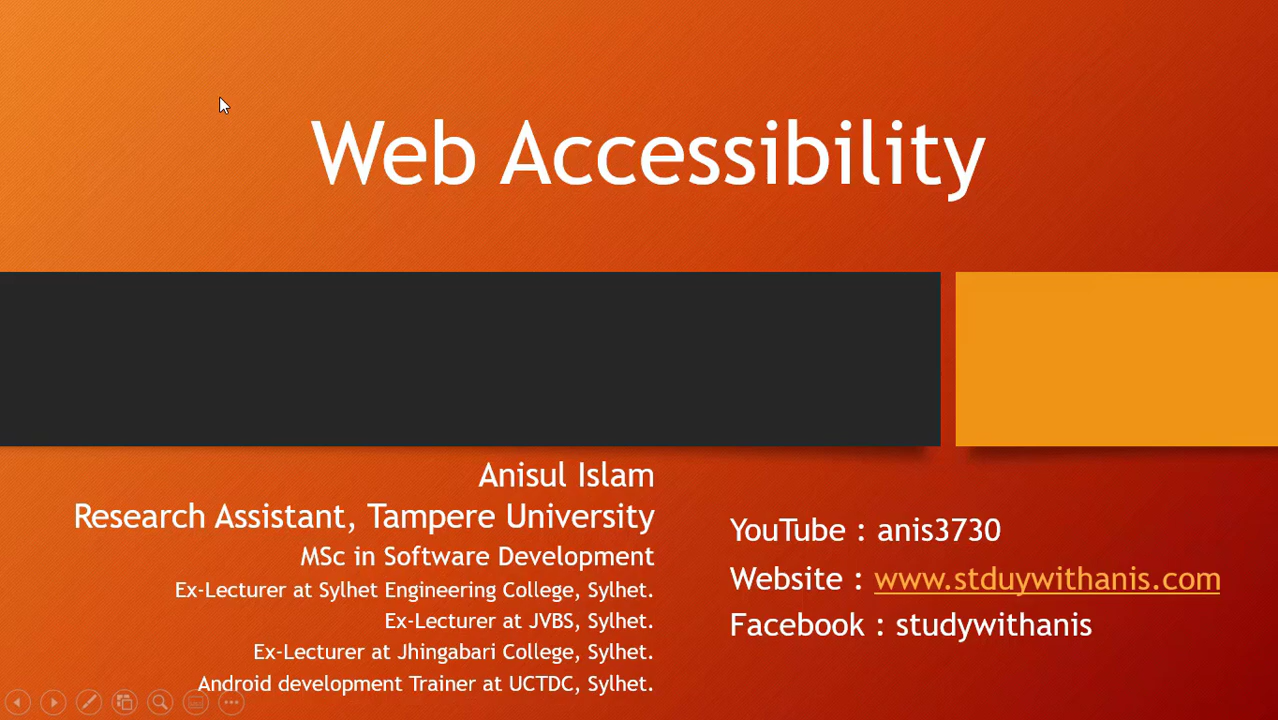 Web Accessibility
Anisul Islam
Research Assistant, Tampere University
MSc in Software Development
Ex-Lecturer at Sylhet Engineering College, Sylhet.
Ex-Lecturer at JVBS, Sylhet.
Ex-Lecturer at Jhingabari College, Sylhet.
Android development Trainer at UCTDC, Sylhet.
YouTube : anis3730
Website : www.stduywithanis.com
Facebook : studywithanis